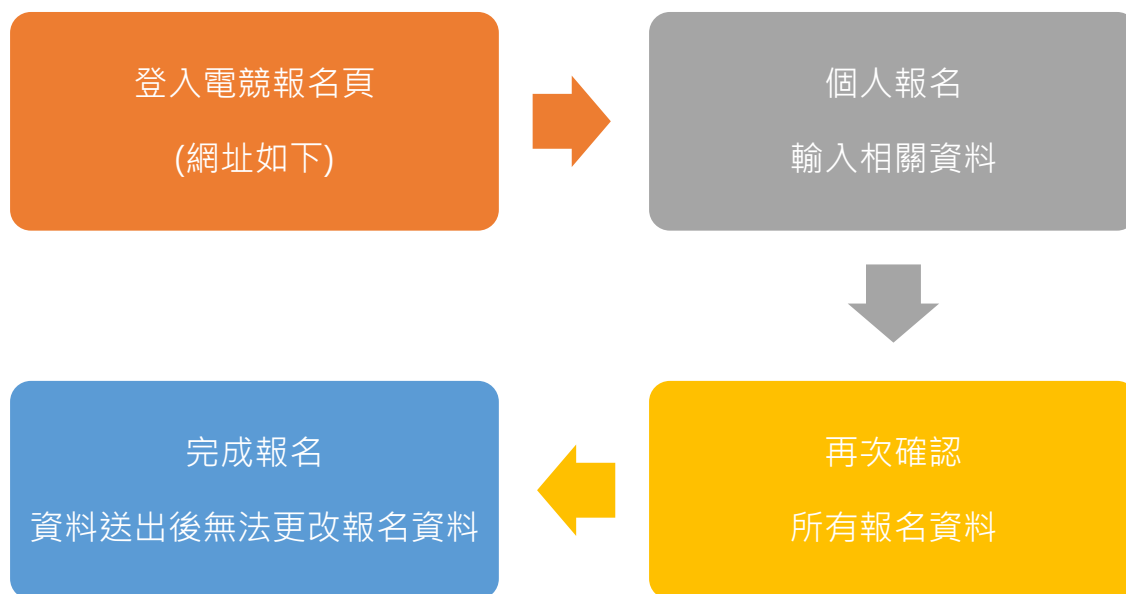 登入電競報名頁
(網址如下)
個人報名
輸入相關資料
再次確認
所有報名資料
完成報名
資料送出後無法更改報名資料